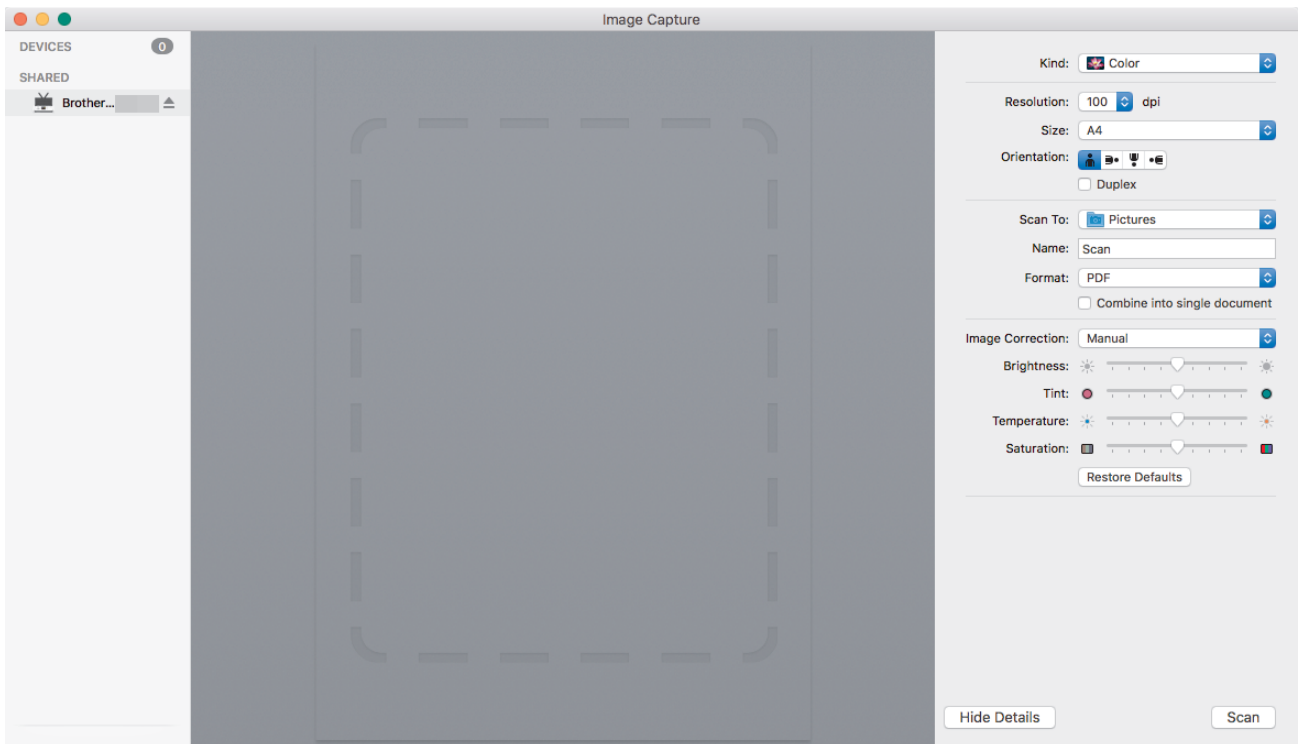 Image Capture
DEVICES 0
SHARED
Brother...
Kind: Color
Resolution: 100 dpi
Size: A4
Orientation:
Duplex
Scan To: Pictures
Name: Scan
Format: PDF
Combine into single document
Image Correction: Manual
Brightness:
Tint:
Temperature:
Saturation:
Restore Defaults
Hide Details Scan